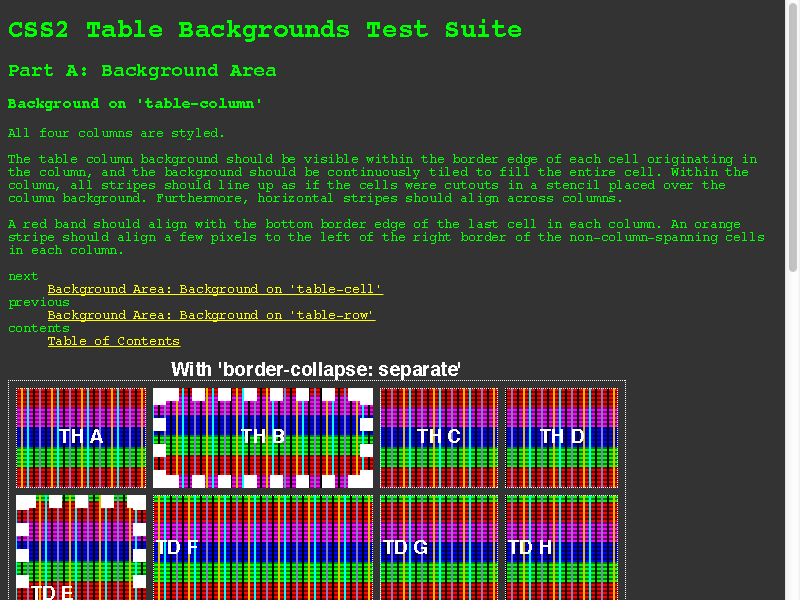 CSS2 Table Backgrounds Test Suite
Part A: Background Area
Background on 'table-column'
All four columns are styled.
The table column background should be visible within the border edge of each cell originating in
the column, and the background should be continuously tiled to fill the entire cell. Within the
column, all stripes should line up as if the cells were cutouts in a stencil placed over the
column background. Furthermore, horizontal stripes should align across columns.
A red band should align with the bottom border edge of the last cell in each column. An orange
stripe should align a few pixels to the left of the right border of the non-column-spanning cells
in each column.
next
Background Area: Background on 'table-cell'
previous
Background Area: Background on 'table-row'
contents
Table of Contents
With 'border-collapse: separate'
TH A TH B TH C TH D
TD F TD G TD H
TD E